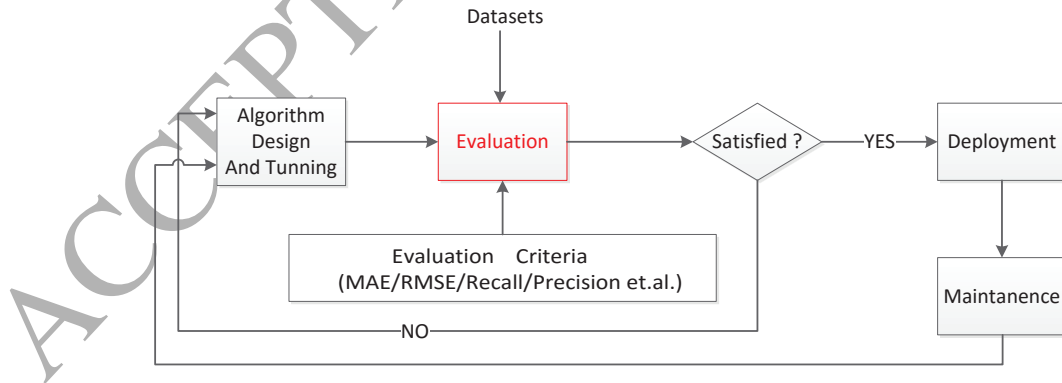 Datasets
Algorithm
Design
And Tunning
Evaluation
Satisfied ?
YES
Deployment
Evaluation Criteria
(MAE/RMSE/Recall/Precision et.al.)
Maintanence
NO
ACCEPT